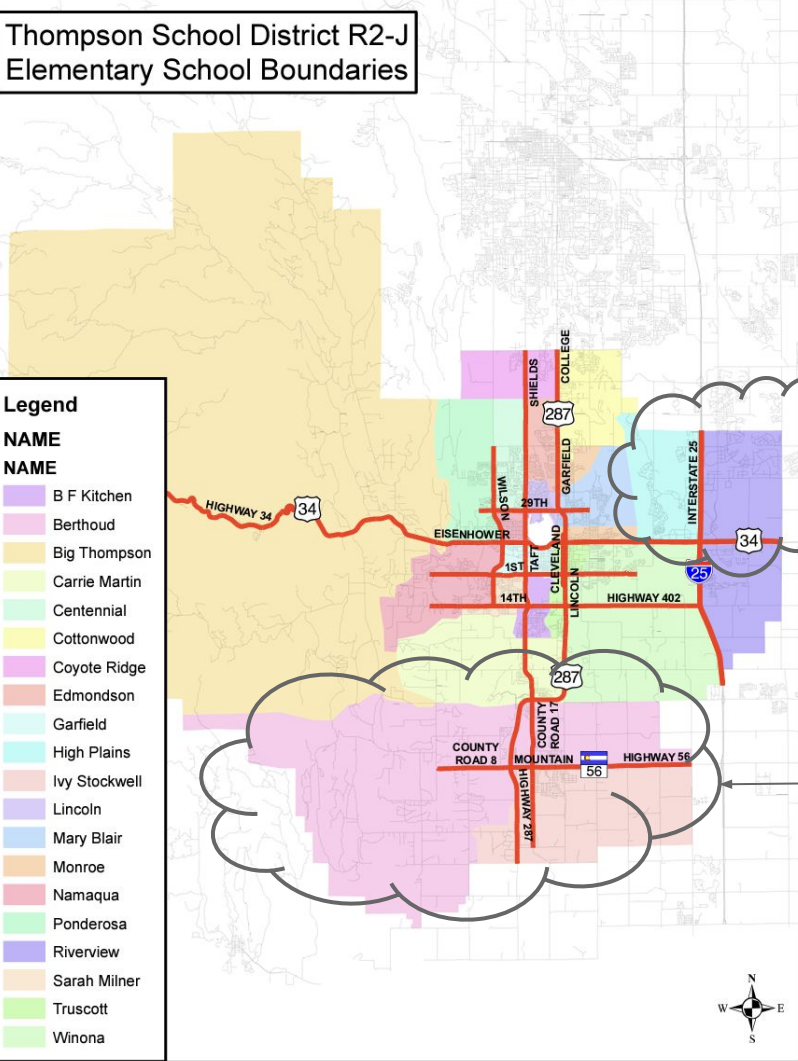 Thompson School District R2-J
Elementary School Boundaries
Legend
NAME
NAME
B F Kitchen
Berthoud
Big Thompson
Carrie Martin
Centennial
Cottonwood
Coyote Ridge
Edmondson
Garfield
High Plains
Ivy Stockwell
Lincoln
Mary Blair
Monroe
Namaqua
Ponderosa
Riverview
Sarah Milner
Truscott
Winona
SHIELDS
COLLEGE
287
GARFIELD
INTERSTATE 25
WILSON
29TH
HIGHWAY 34
34
EISENHOWER
TAFT
CLEVELAND
34
1ST
25
14TH
LINCOLN
HIGHWAY 402
287
COUNTY
ROAD 17
COUNTY
ROAD 8
MOUNTAIN
56
HIGHWAY 56
HIGHWAY 287
N
W
E
S